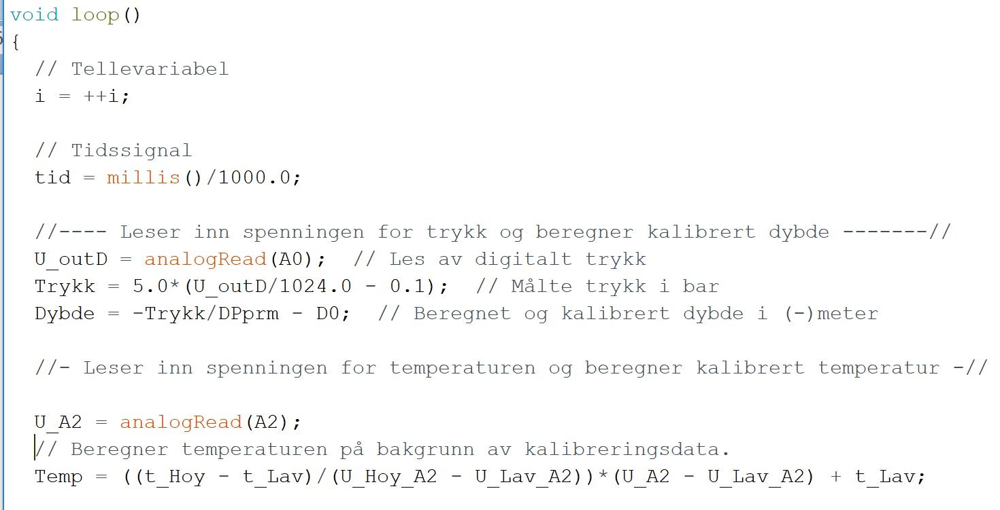 void loop()
{
// Tellevariabel
i = ++i;
// Tidssignal
tid = millis()/1000.0;
//---- Leser inn spenningen for trykk og beregner kalibrert dybde -------//
U_outD = analogRead(A0);  // Les av digitalt trykk
Trykk = 5.0*(U_outD/1024.0 - 0.1);  // Målte trykk i bar
Dybde = -Trykk/DPprm - D0;  // Beregnet og kalibrert dybde i (-)meter
//- Leser inn spenningen for temperaturen og beregner kalibrert temperatur -//
U_A2 = analogRead(A2);
// Beregner temperaturen på bakgrunn av kalibreringsdata.
Temp = ((t_Hoy - t_Lav)/(U_Hoy_A2 - U_Lav_A2))*(U_A2 - U_Lav_A2) + t_Lav;